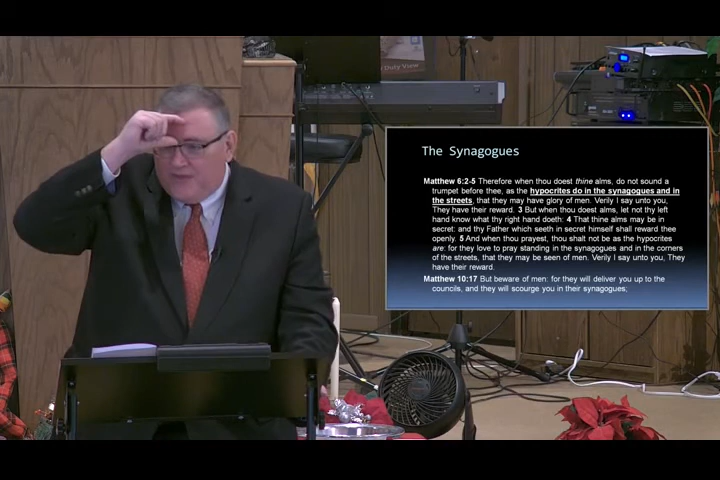 Duty View
The Synagogues
Matthew 6:2-5 Therefore when thou doest thine alms, do not sound a
trumpet before thee, as the hypocrites do in the synagogues and in
the streets, that they may have glory of men. Verily I say unto you,
They have their reward. 3 But when thou doest alms, let not thy left
hand know what thy right hand doeth: 4 That thine alms may be in
secret: and thy Father which seeth in secret himself shall reward thee
openly. 5 And when thou prayest, thou shalt not be as the hypocrites
are: for they love to pray standing in the synagogues and in the corners
of the streets, that they may be seen of men. Verily I say unto you, They
have their reward.
Matthew 10:17 But beware of men: for they will deliver you up to the
councils, and they will scourge you in their synagogues;